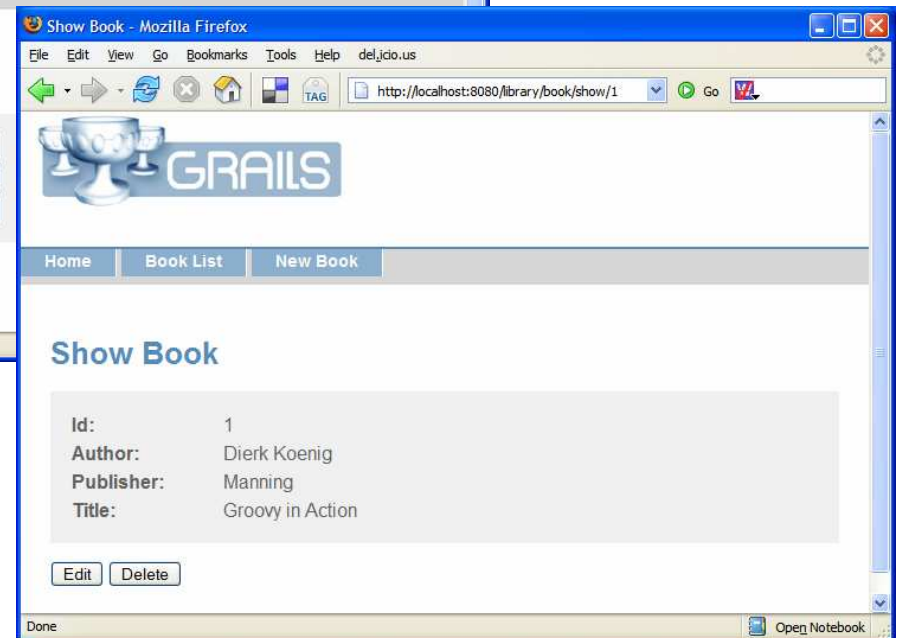 Show Book - Mozilla Firefox
File Edit View Go Bookmarks Tools Help del.icio.us
TAG http://localhost:8080/library/book/show/1 Go
GRAILS
Home Book List New Book
Show Book
Id: 1
Author: Dierk Koenig
Publisher: Manning
Title: Groovy in Action
Edit Delete
Done Open Notebook